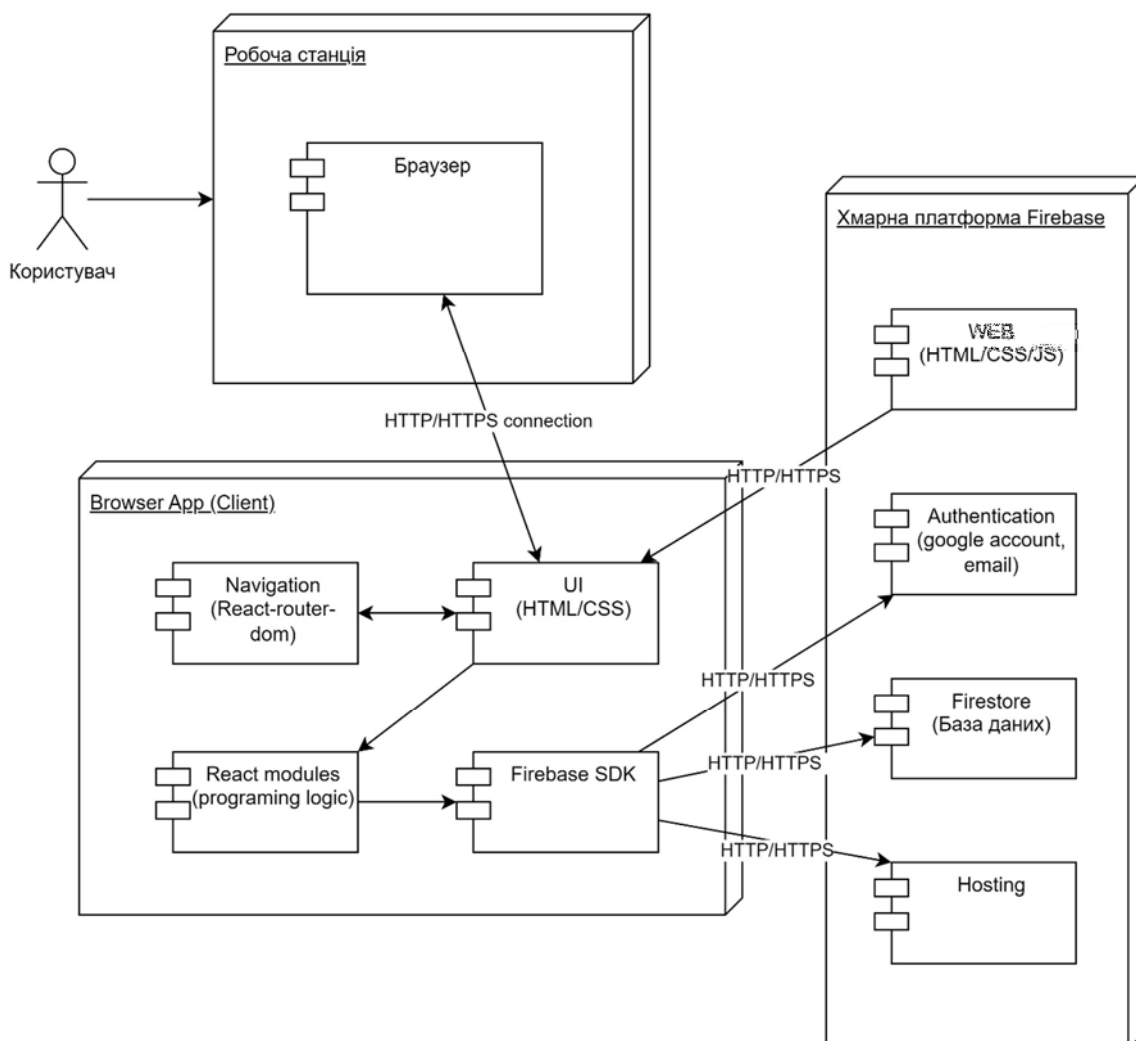 Робоча станція
Браузер
Користувач
Хмарна платформа Firebase
WEB
(HTML/CSS/JS)
HTTP/HTTPS connection
HTTP/HTTPS
Browser App (Client)
Authentication
(google account,
email)
Navigation
(React-router-
dom)
UI
(HTML/CSS)
HTTP/HTTPS
Firestore
(База даних)
React modules
(programing logic)
Firebase SDK
HTTP/HTTPS
HTTP/HTTPS
Hosting